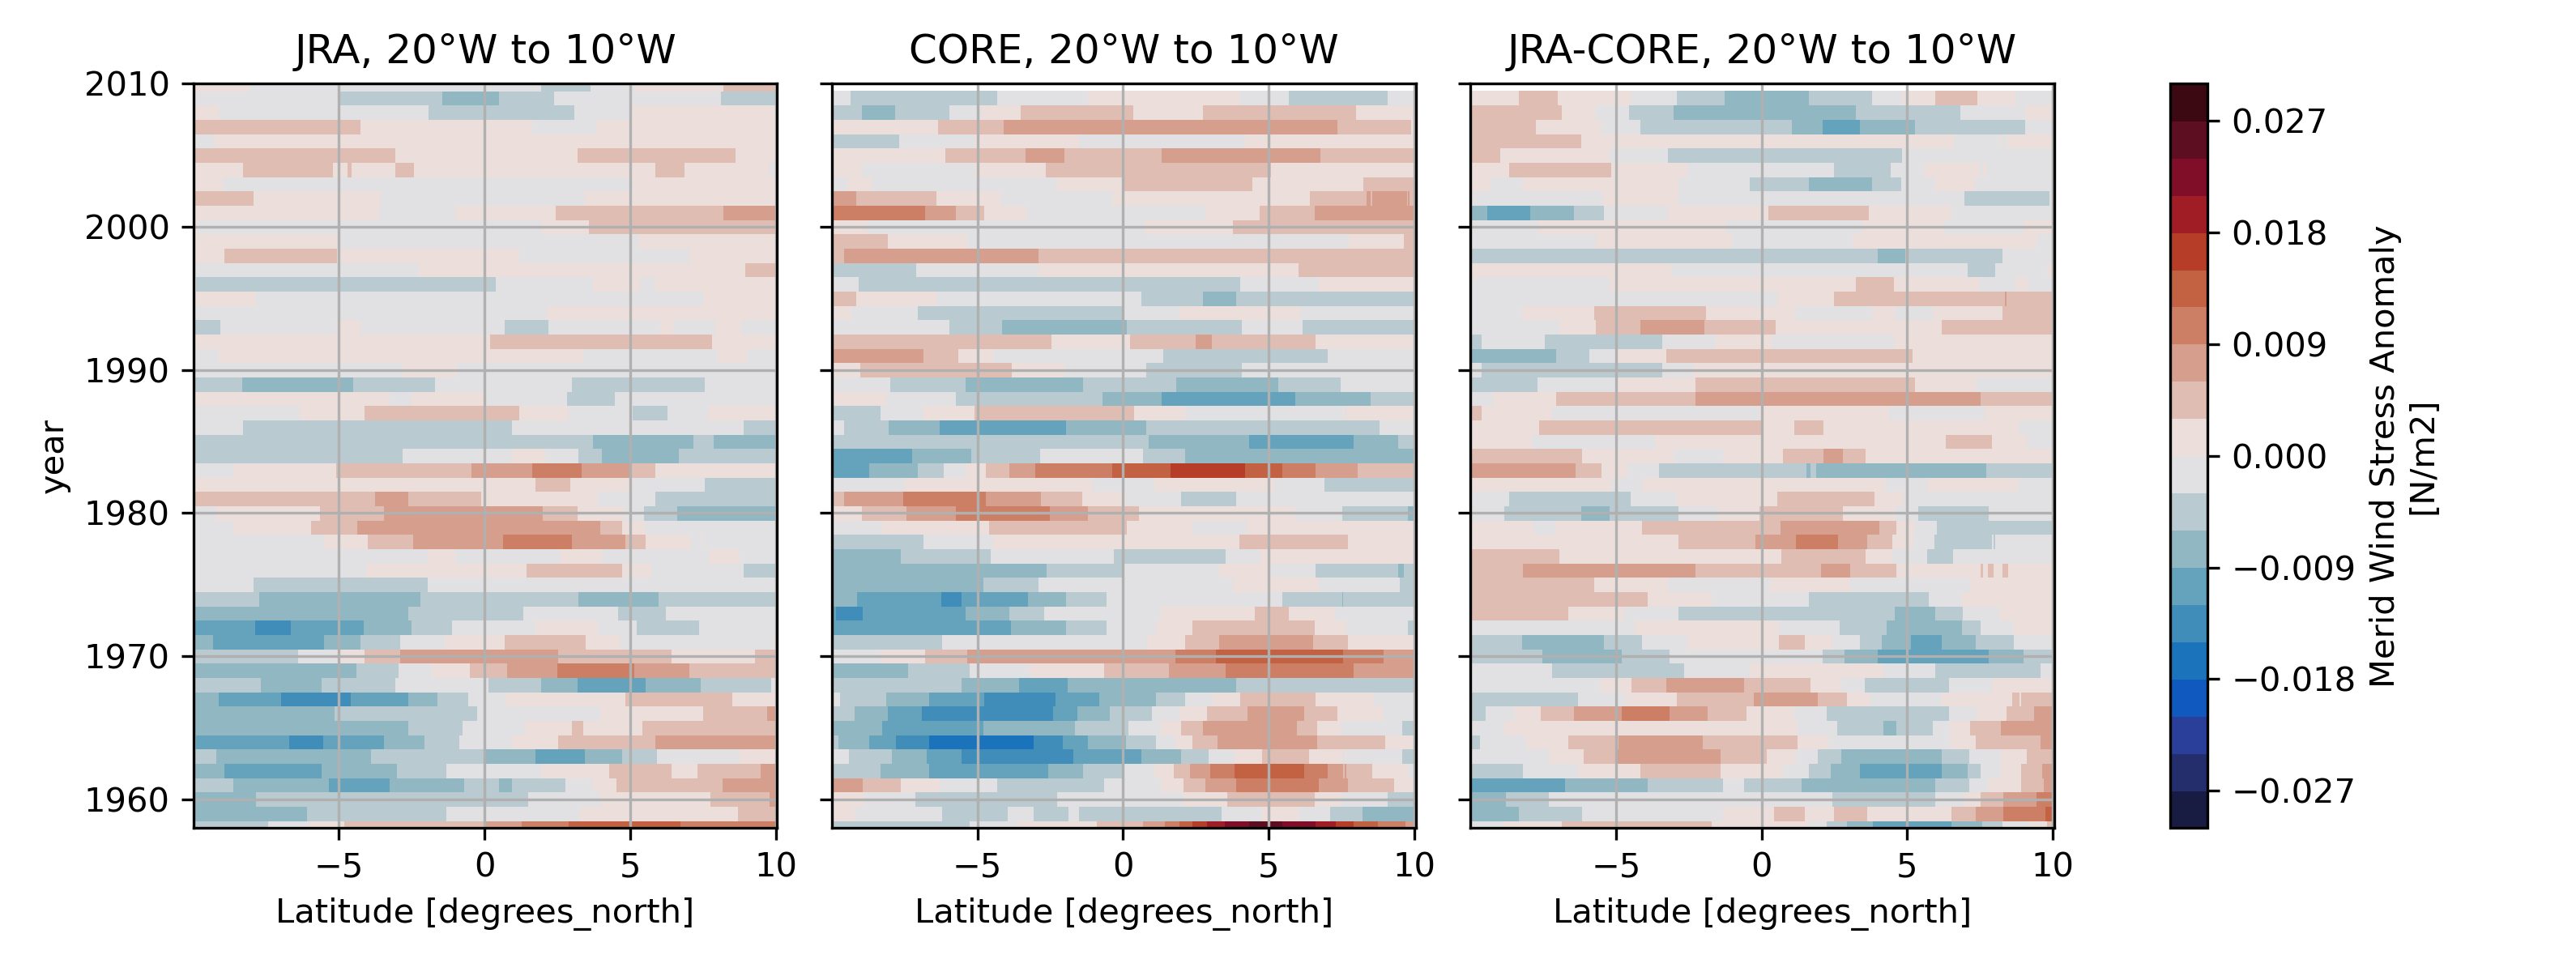 JRA, 20°W to 10°W
CORE, 20°W to 10°W
JRA-CORE, 20°W to 10°W
2010
2000
1990
1980
1970
1960
year
−5
0
5
10
−5
0
5
10
−5
0
5
10
Latitude [degrees_north]
Latitude [degrees_north]
Latitude [degrees_north]
0.027
0.018
0.009
0.000
−0.009
−0.018
−0.027
Merid Wind Stress Anomaly
[N/m2]